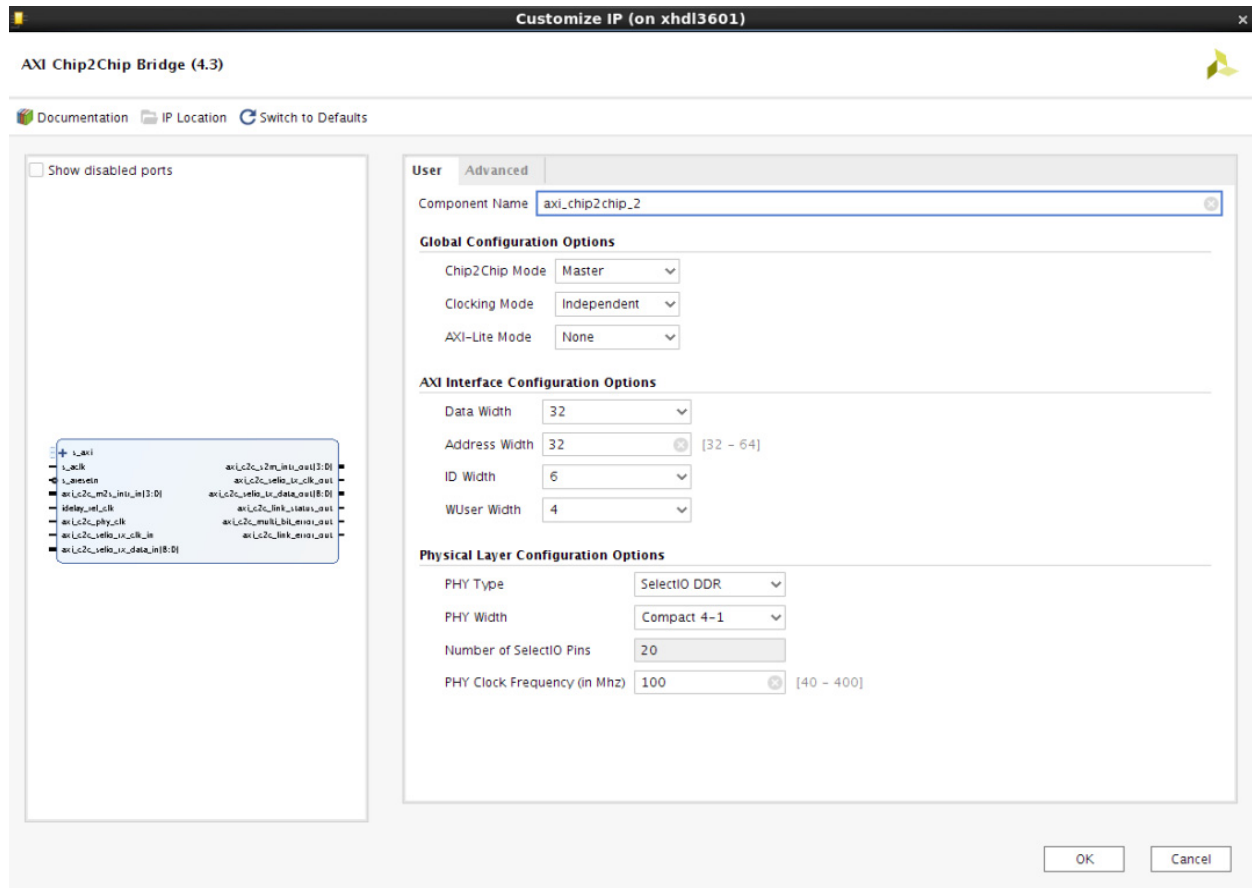 Customize IP (on xhdl3601)
AXI Chip2Chip Bridge (4.3)
Documentation IP Location Switch to Defaults
Show disabled ports
s_axi
s_aclk
s_aresetn
axi_c2c_m2s_intr_in[3:0]
idelay_ref_clk
axi_c2c_phy_clk
axi_c2c_selio_rx_clk_in
axi_c2c_selio_rx_data_in[8:0]
axi_c2c_s2m_intr_out[3:0]
axi_c2c_selio_tx_clk_out
axi_c2c_selio_tx_data_out[8:0]
axi_c2c_link_status_out
axi_c2c_multi_bit_error_out
axi_c2c_link_error_out
User Advanced
Component Name axi_chip2chip_2
Global Configuration Options
Chip2Chip Mode Master
Clocking Mode Independent
AXI-Lite Mode None
AXI Interface Configuration Options
Data Width 32
Address Width 32 [32 - 64]
ID Width 6
WUser Width 4
Physical Layer Configuration Options
PHY Type SelectIO DDR
PHY Width Compact 4-1
Number of SelectIO Pins 20
PHY Clock Frequency (in Mhz) 100 [40 - 400]
OK Cancel